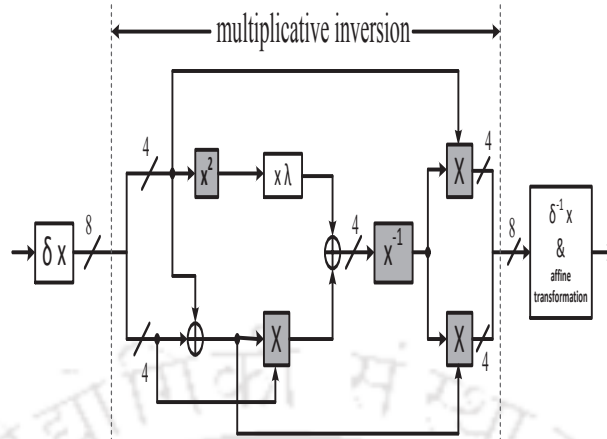 multiplicative inversion
4
4
x²
x λ
8
δ x
4
x⁻¹
X
8
δ⁻¹ x
&
affine
transformation
4
X
X
4
4